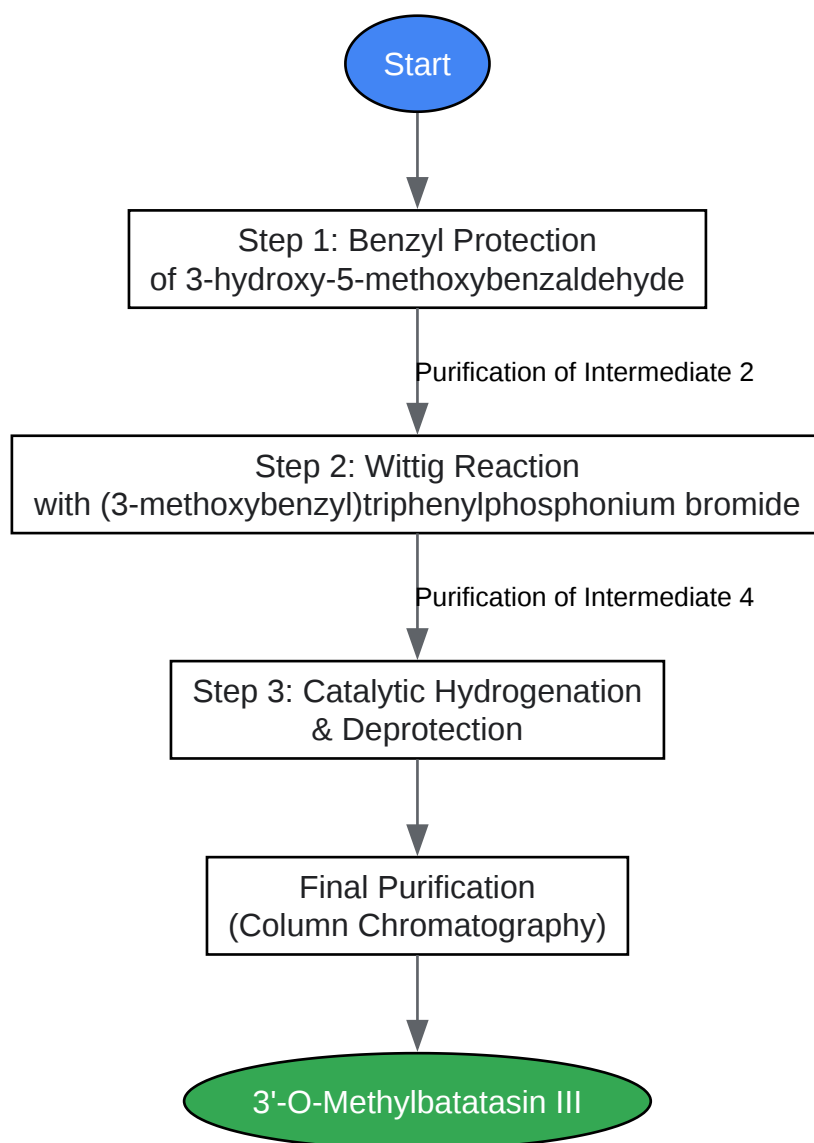 Start
Step 1: Benzyl Protection
of 3-hydroxy-5-methoxybenzaldehyde
Purification of Intermediate 2
Step 2: Wittig Reaction
with (3-methoxybenzyl)triphenylphosphonium bromide
Purification of Intermediate 4
Step 3: Catalytic Hydrogenation
& Deprotection
Final Purification
(Column Chromatography)
3'-O-Methylbatatasin III